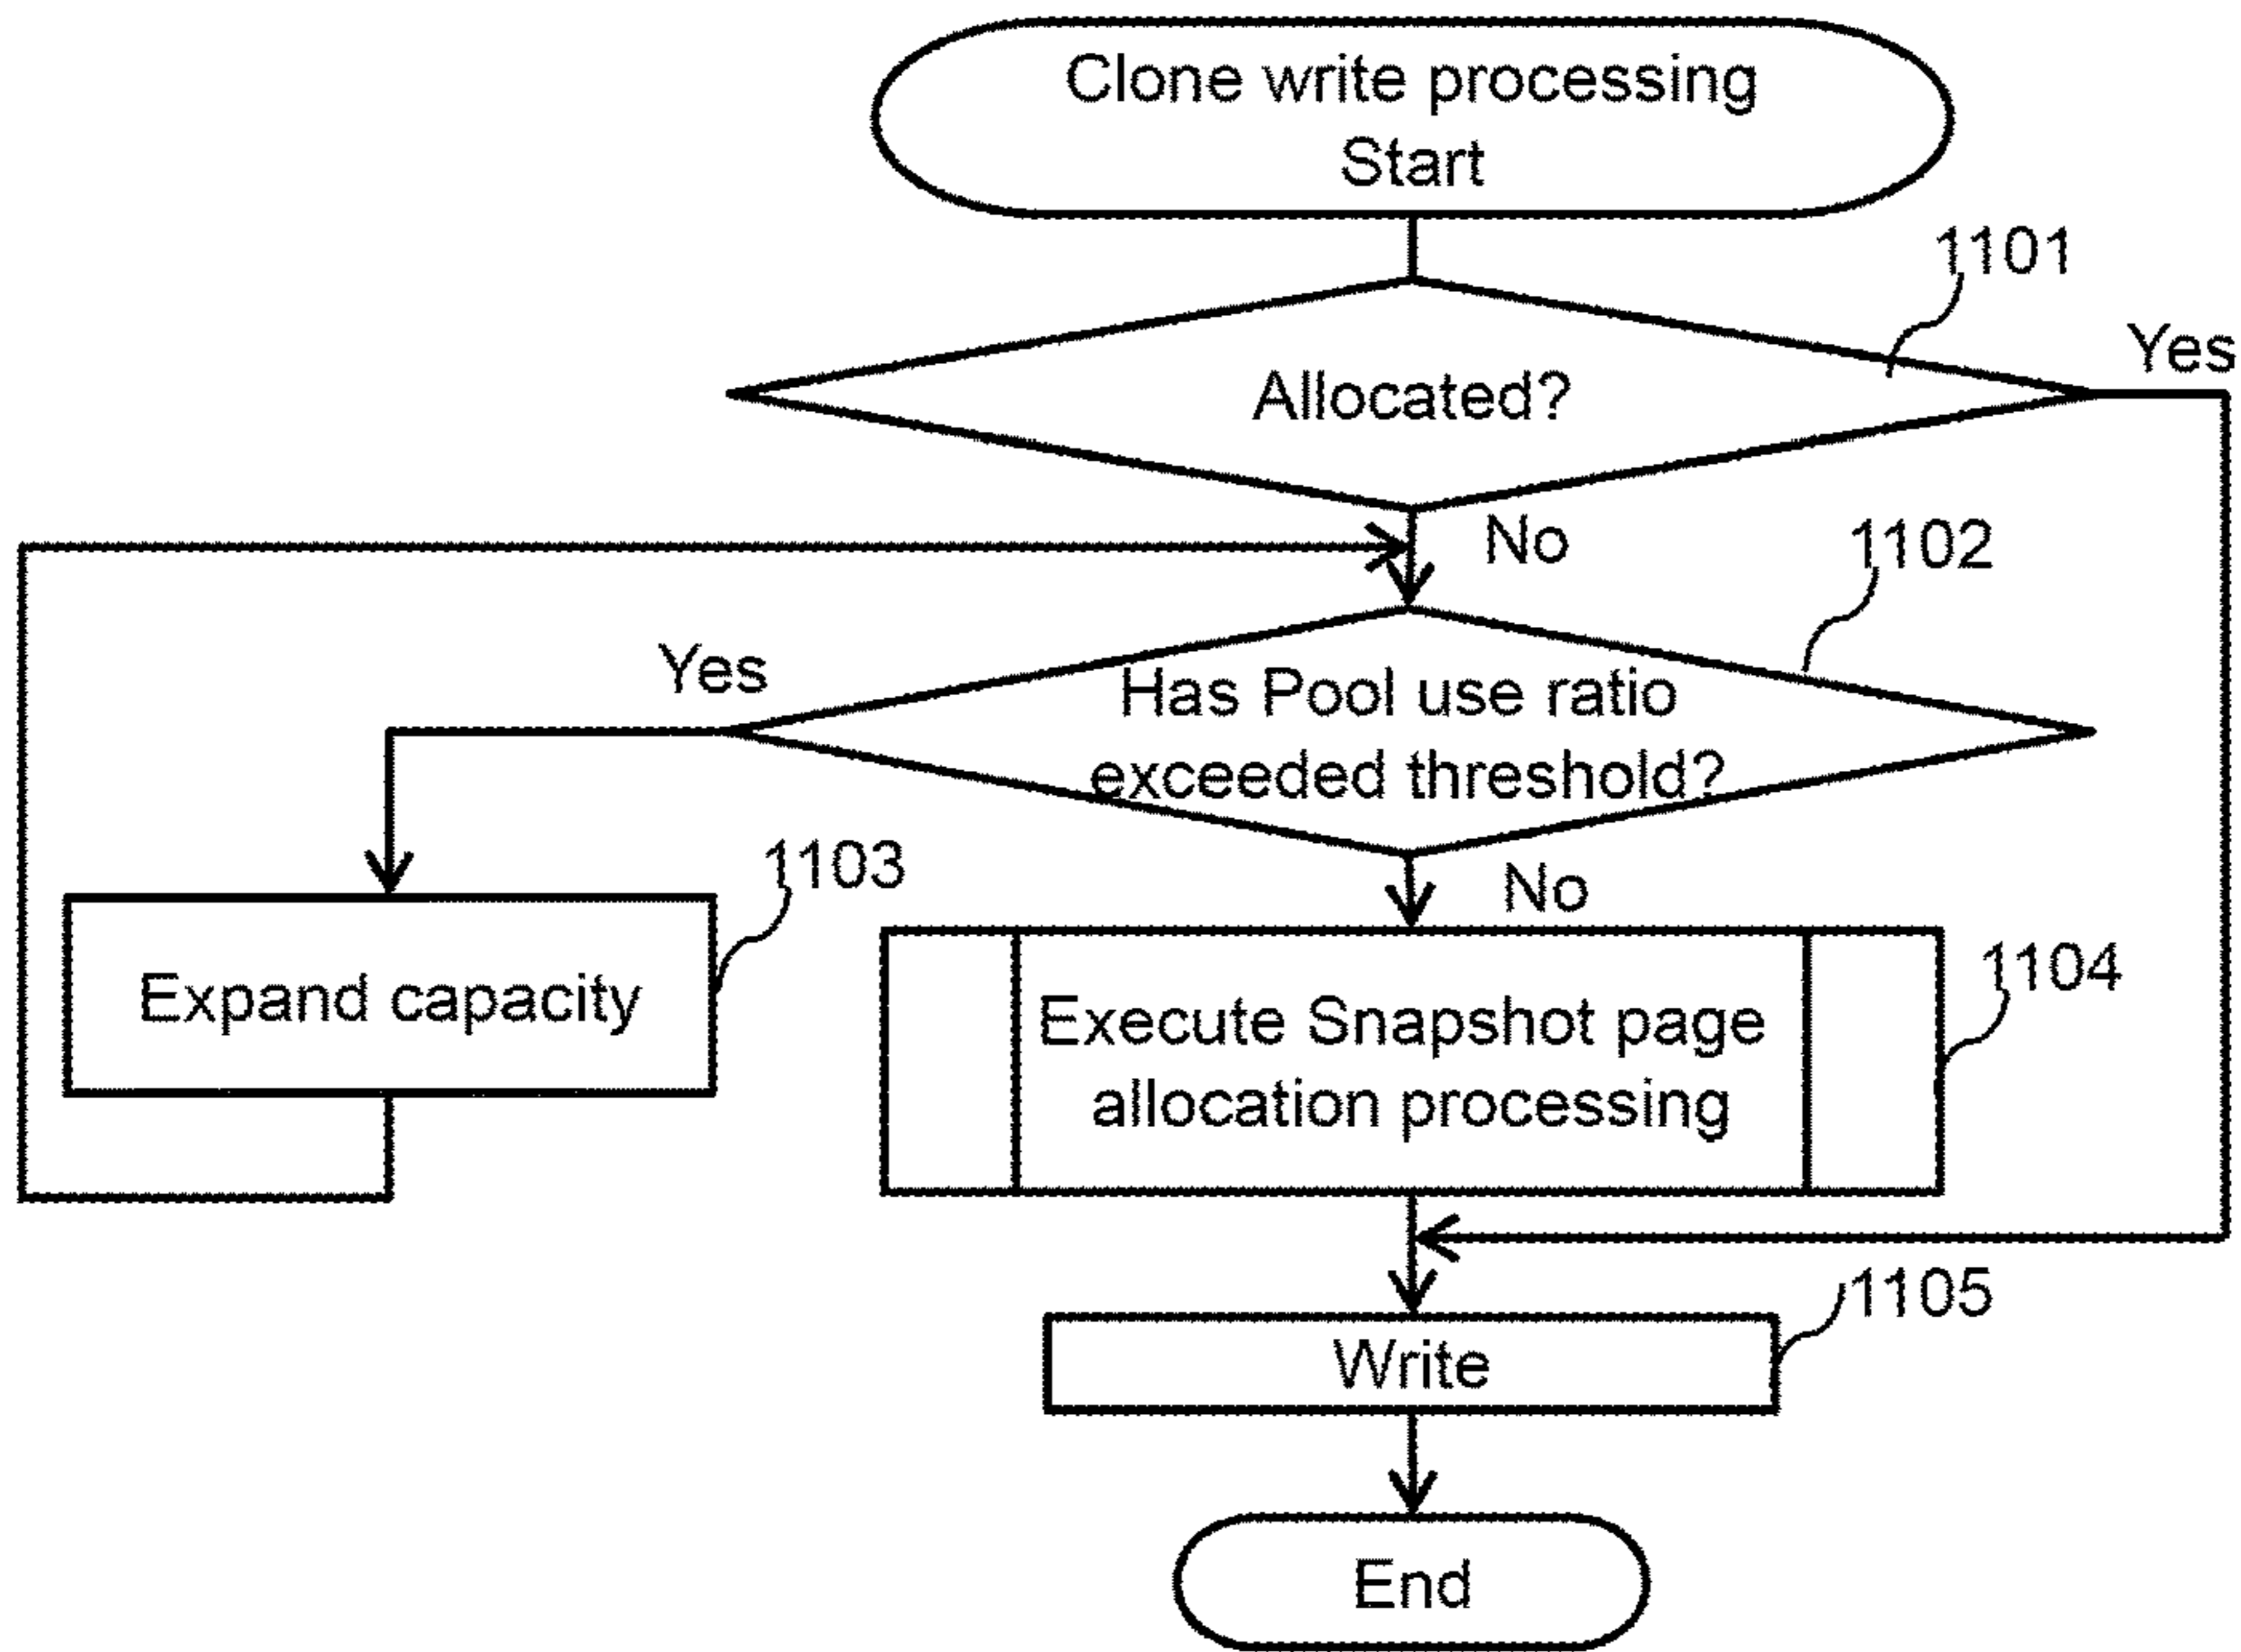 Clone write processing
Start
1101
Allocated?
Yes
No
1102
Yes
Has Pool use ratio
exceeded threshold?
No
1103
Expand capacity
1104
Execute Snapshot page
allocation processing
1105
Write
End